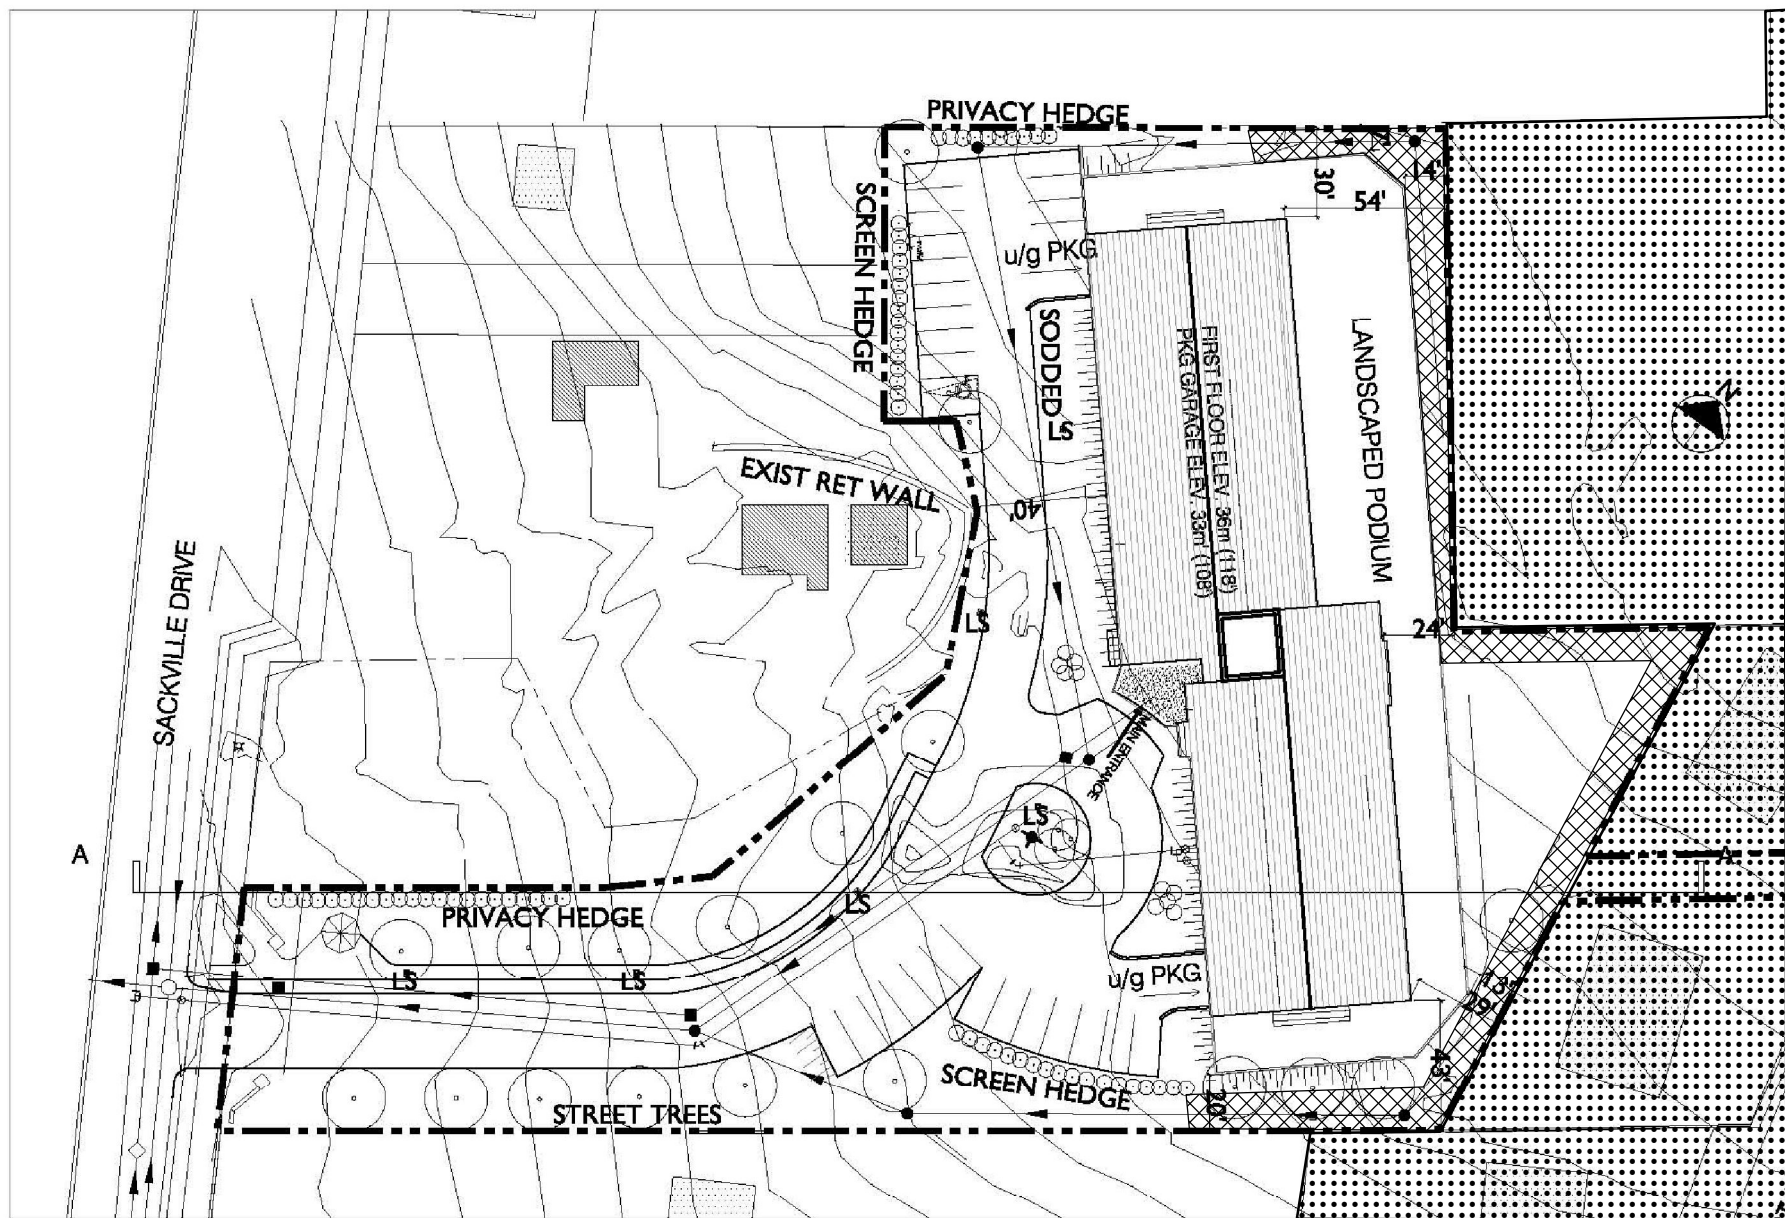 PRIVACY HEDGE
14'
30'
54'
SCREEN HEDGE
u/g PKG
SODDED
LS
FIRST FLOOR ELEV 36m (118')
PKG GARAGE ELEV 33m (108')
LANDSCAPED PODIUM
N
EXIST RET WALL
40'
SACKVILLE DRIVE
LS
24'
MAIN ENTRANCE
LS
A
A
PRIVACY HEDGE
LS
LS
LS
u/g PKG
29'
43'
SCREEN HEDGE
20'
STREET TREES